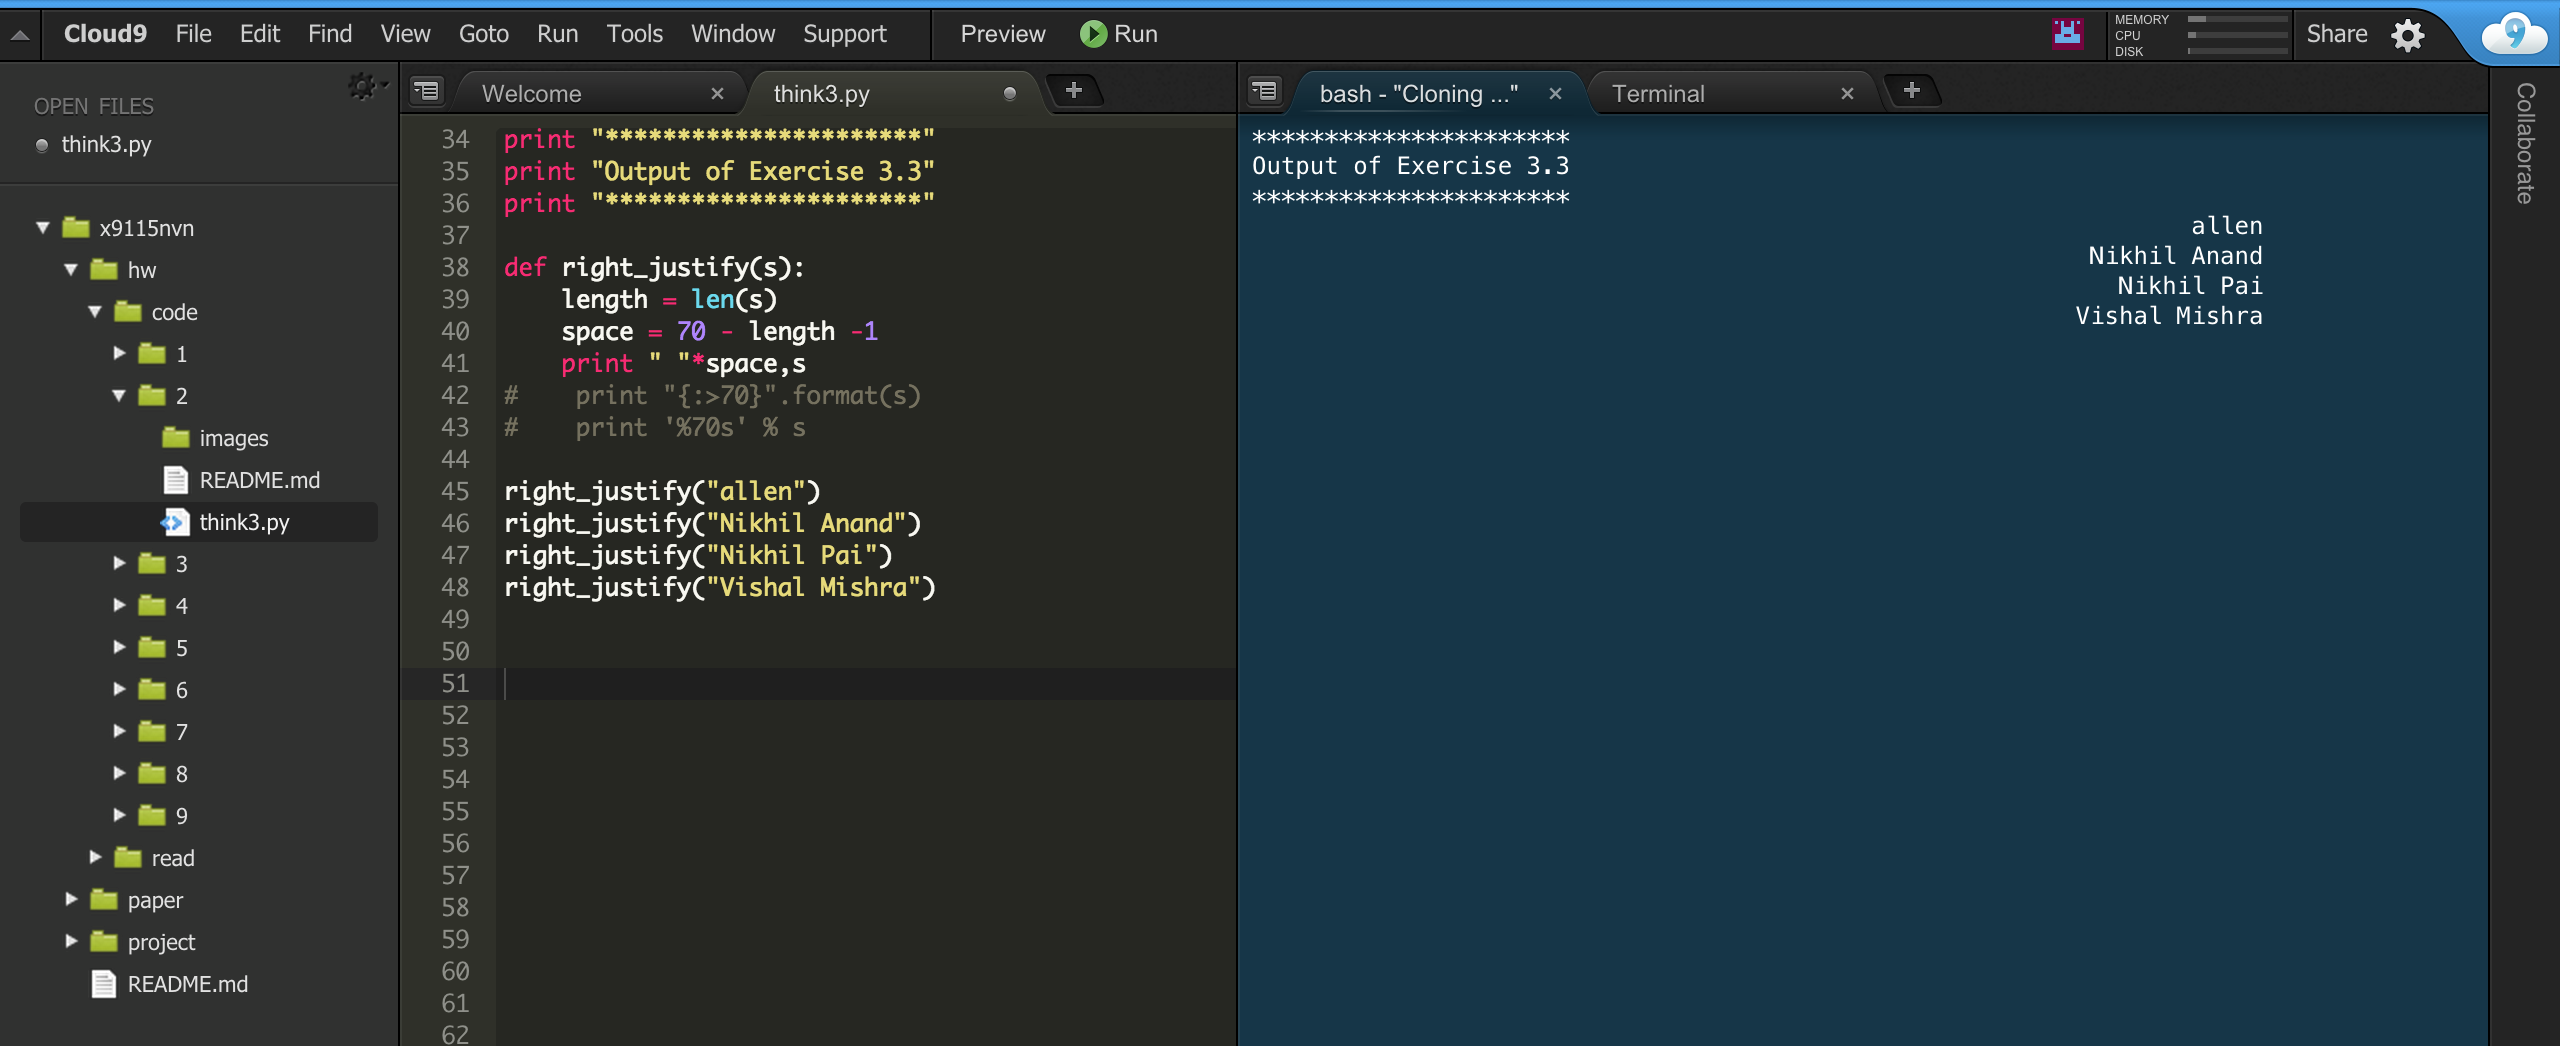 Cloud9 File Edit Find View Goto Run Tools Window Support Preview Run MEMORY CPU DISK Share
OPEN FILES
think3.py
x9115nvn
hw
code
1
2
images
README.md
think3.py
3
4
5
6
7
8
9
read
paper
project
README.md
Welcome think3.py
34 print "**********************"
35 print "Output of Exercise 3.3"
36 print "**********************"
37
38 def right_justify(s):
39     length = len(s)
40     space = 70 - length -1
41     print " "*space,s
42 #    print "{:>70}".format(s)
43 #    print '%70s' % s
44
45 right_justify("allen")
46 right_justify("Nikhil Anand")
47 right_justify("Nikhil Pai")
48 right_justify("Vishal Mishra")
49
50
51
52
53
54
55
56
57
58
59
60
61
62
bash - "Cloning ..." Terminal
**********************
Output of Exercise 3.3
**********************
allen
Nikhil Anand
Nikhil Pai
Vishal Mishra
Collaborate